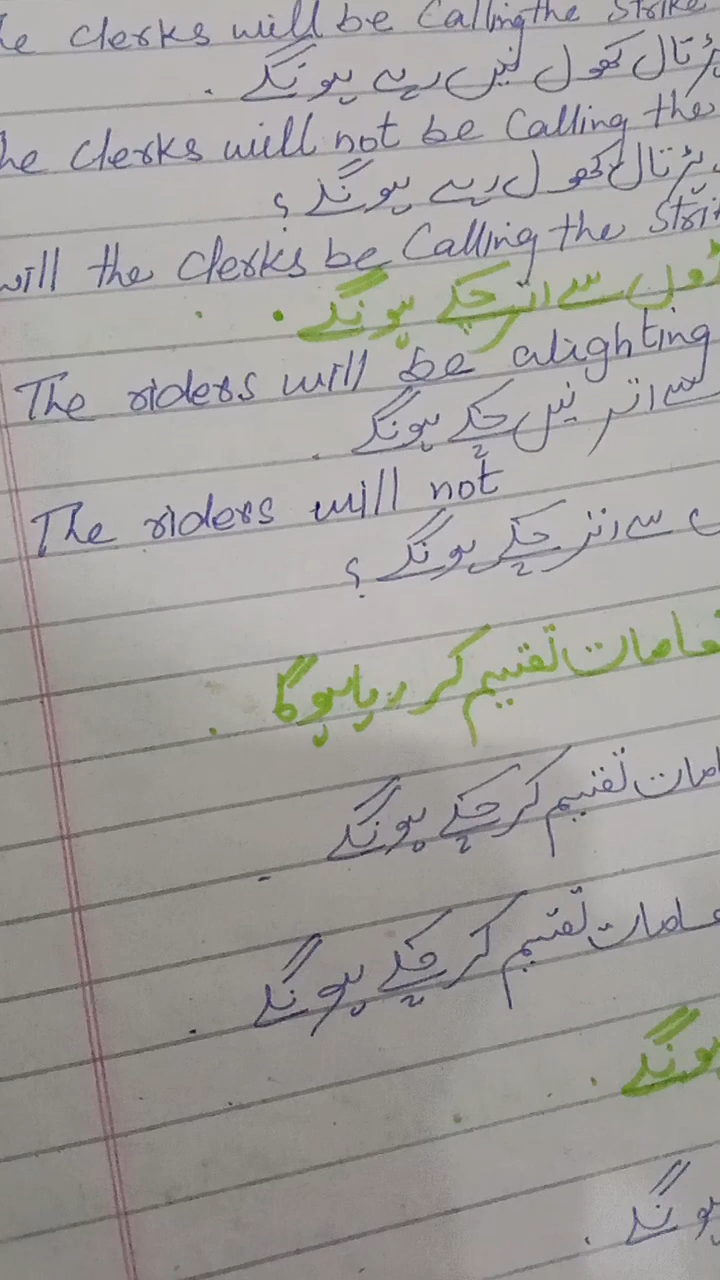 he clerks will be Calling the Strike
ہڑتال کھول نہیں رہے ہونگے ۔
he clerks will not be Calling the
ہڑتال کھول رہے ہونگے ؟
will the clerks be Calling the Stri
سے اتر چکے ہونگے ۔
The riders will be alighting
سے اتر نہیں چکے ہونگے ۔
The riders will not
سے اتر چکے ہونگے ؟
تقسیم کر رہا ہوگا ۔
تقسیم کر چکے ہونگے ۔
تقسیم کر چکے ہونگے ۔
ہونگے ۔
ہونگے ۔